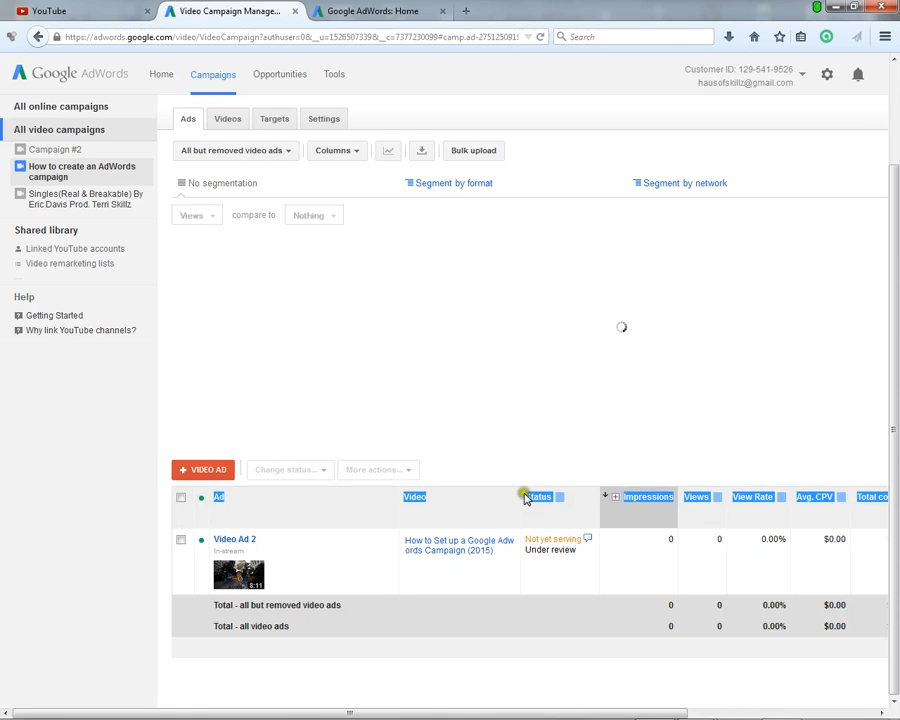 YouTube
Video Campaign Manage...
Google AdWords: Home
https://adwords.google.com/video/VideoCampaign?authuser=0&__u=1526507339&__c=7377230099#camp.ad-275125091!
Search
Google AdWords
Home
Campaigns
Opportunities
Tools
Customer ID: 129-541-9526
hausofskillz@gmail.com
All online campaigns
All video campaigns
Campaign #2
How to create an AdWords
campaign
Singles(Real & Breakable) By
Eric Davis Prod. Terri Skillz
Shared library
Linked YouTube accounts
Video remarketing lists
Help
Getting Started
Why link YouTube channels?
Ads
Videos
Targets
Settings
All but removed video ads
Columns
Bulk upload
No segmentation
Segment by format
Segment by network
Views
compare to
Nothing
+ VIDEO AD
Change status...
More actions...
Ad
Video
Status
Impressions
Views
View Rate
Avg. CPV
Total co
Video Ad 2
In-stream
8:11
How to Set up a Google Adw
ords Campaign (2015)
Not yet serving
Under review
0
0
0.00%
$0.00
Total - all but removed video ads
0
0
0.00%
$0.00
Total - all video ads
0
0
0.00%
$0.00